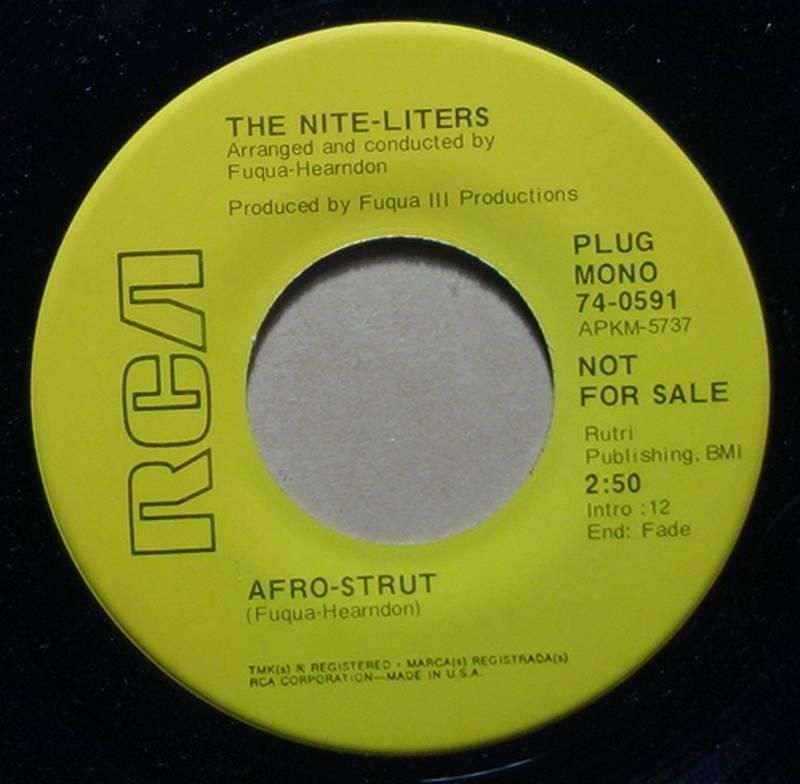 THE NITE-LITERS
Arranged and conducted by
Fuqua-Hearndon
Produced by Fuqua III Productions
RCA
PLUG
MONO
74-0591
APKM-5737
NOT
FOR SALE
Rutri
Publishing, BMI
2:50
Intro :12
End: Fade
AFRO-STRUT
(Fuqua-Hearndon)
TMK(s) ® REGISTERED • MARCA(s) REGISTRADA(s)
RCA CORPORATION—MADE IN U.S.A.